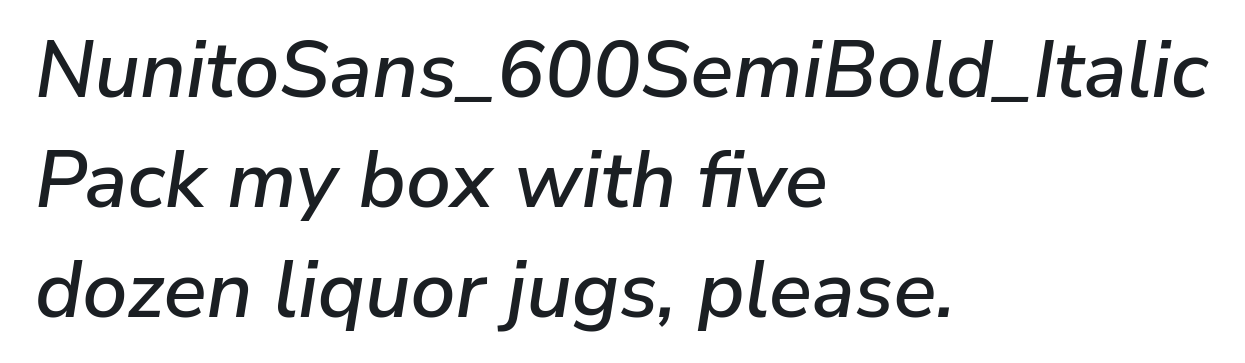 NunitoSans_600SemiBold_Italic
Pack my box with five
dozen liquor jugs, please.